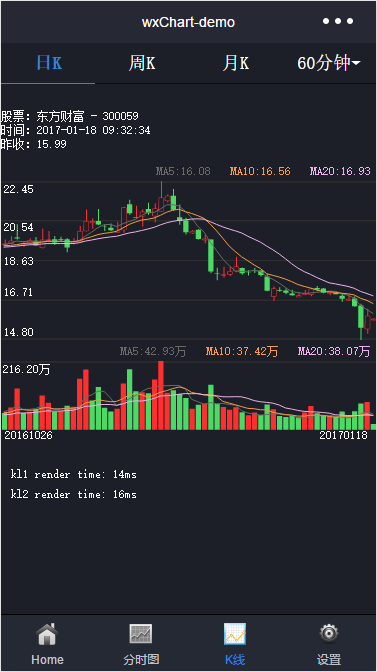 wxChart-demo
日K 周K 月K 60分钟
股票: 东方财富 - 300059
时间: 2017-01-18 09:32:34
昨收: 15.99
MA5:16.08 MA10:16.56 MA20:16.93
22.45
20.54
18.63
16.71
14.80
MA5:42.93万 MA10:37.42万 MA20:38.07万
216.20万
20161026 20170118
kl1 render time: 14ms
kl2 render time: 16ms
Home 分时图 K线 设置